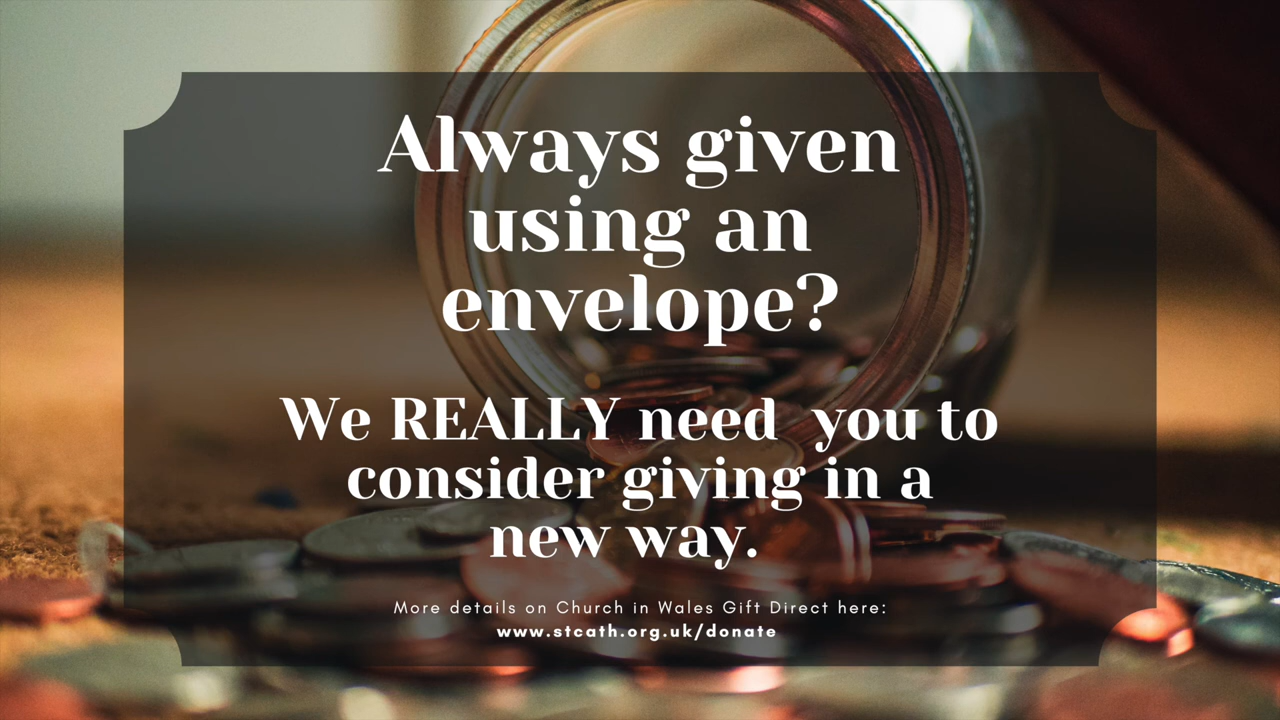 Always given
using an
envelope?
We REALLY need  you to
consider giving in a
new way.
More details on Church in Wales Gift Direct here:
www.stcath.org.uk/donate